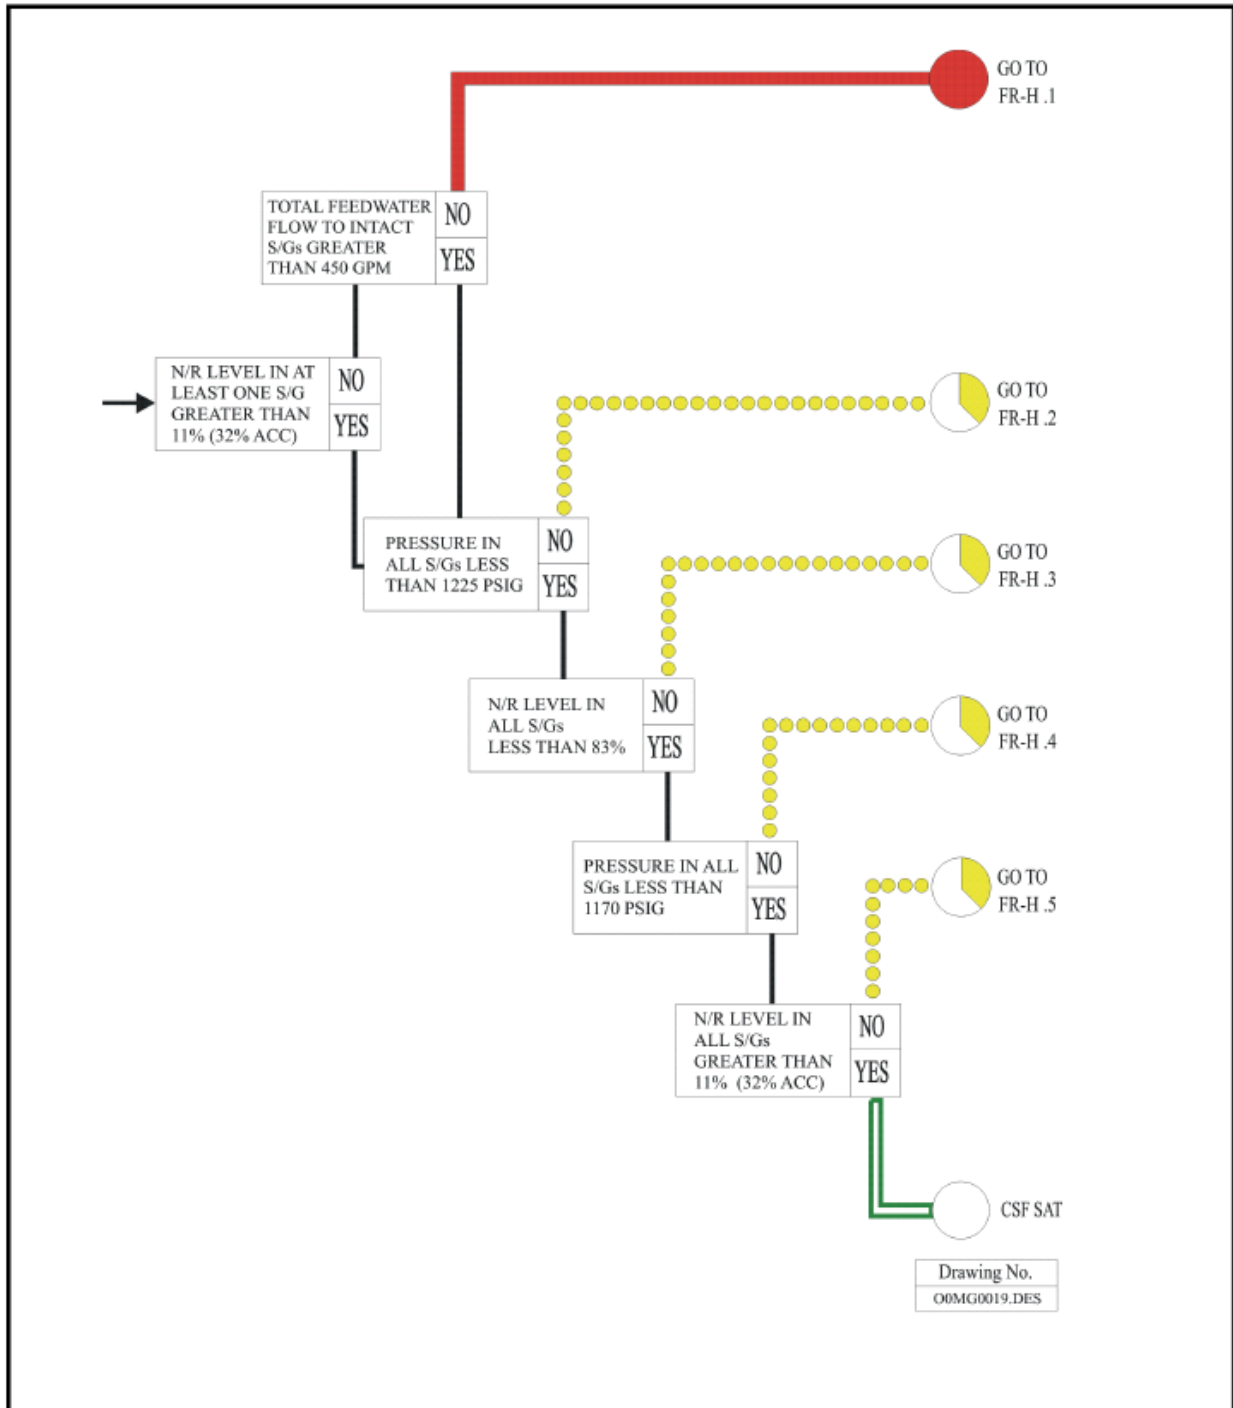 GO TO
FR-H .1
TOTAL FEEDWATER
FLOW TO INTACT
S/Gs GREATER
THAN 450 GPM
NO
YES
N/R LEVEL IN AT
LEAST ONE S/G
GREATER THAN
11% (32% ACC)
NO
YES
GO TO
FR-H .2
PRESSURE IN
ALL S/Gs LESS
THAN 1225 PSIG
NO
YES
GO TO
FR-H .3
N/R LEVEL IN
ALL S/Gs
LESS THAN 83%
NO
YES
GO TO
FR-H .4
PRESSURE IN ALL
S/Gs LESS THAN
1170 PSIG
NO
YES
GO TO
FR-H .5
N/R LEVEL IN
ALL S/Gs
GREATER THAN
11% (32% ACC)
NO
YES
CSF SAT
Drawing No.
O0MG0019.DES